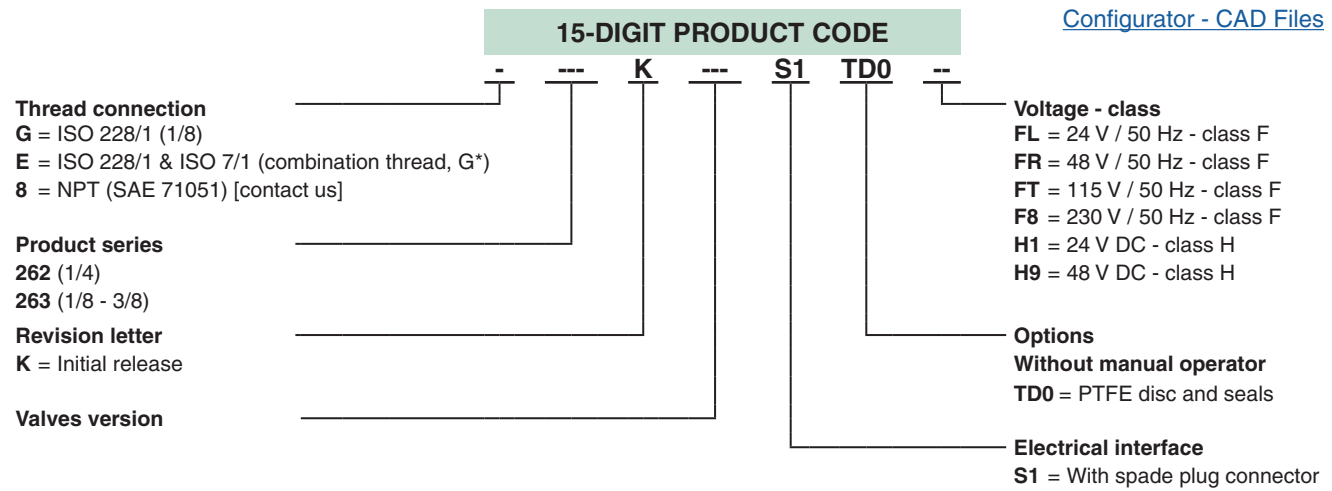 Configurator - CAD Files
15-DIGIT PRODUCT CODE
- --- K --- S1 TD0 --
Thread connection
G = ISO 228/1 (1/8)
E = ISO 228/1 & ISO 7/1 (combination thread, G*)
8 = NPT (SAE 71051) [contact us]
Product series
262 (1/4)
263 (1/8 - 3/8)
Revision letter
K = Initial release
Valves version
Voltage - class
FL = 24 V / 50 Hz - class F
FR = 48 V / 50 Hz - class F
FT = 115 V / 50 Hz - class F
F8 = 230 V / 50 Hz - class F
H1 = 24 V DC - class H
H9 = 48 V DC - class H
Options
Without manual operator
TD0 = PTFE disc and seals
Electrical interface
S1 = With spade plug connector